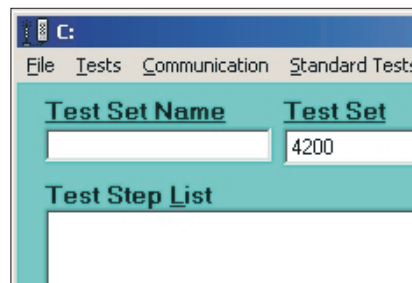 C:
File Tests Communication Standard Tests
Test Set Name Test Set
4200
Test Step List